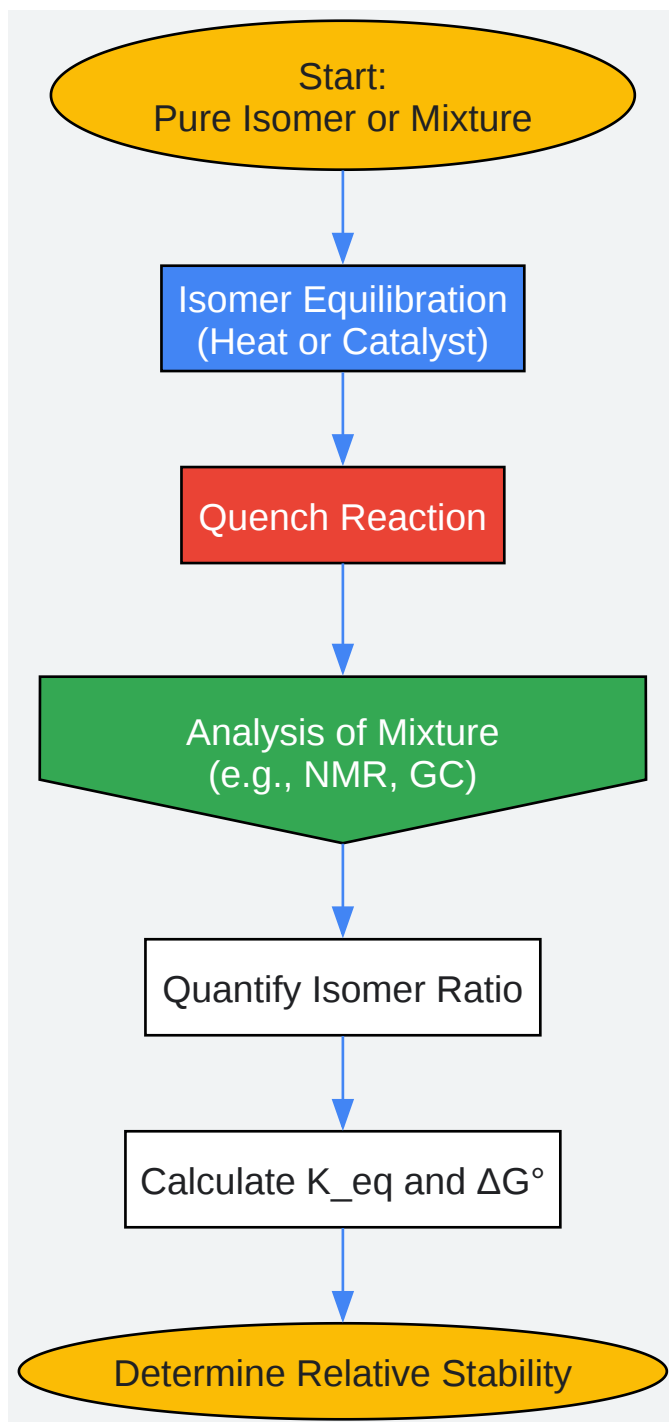 Start:
Pure Isomer or Mixture
Isomer Equilibration
(Heat or Catalyst)
Quench Reaction
Analysis of Mixture
(e.g., NMR, GC)
Quantify Isomer Ratio
Calculate K_eq and ΔG°
Determine Relative Stability